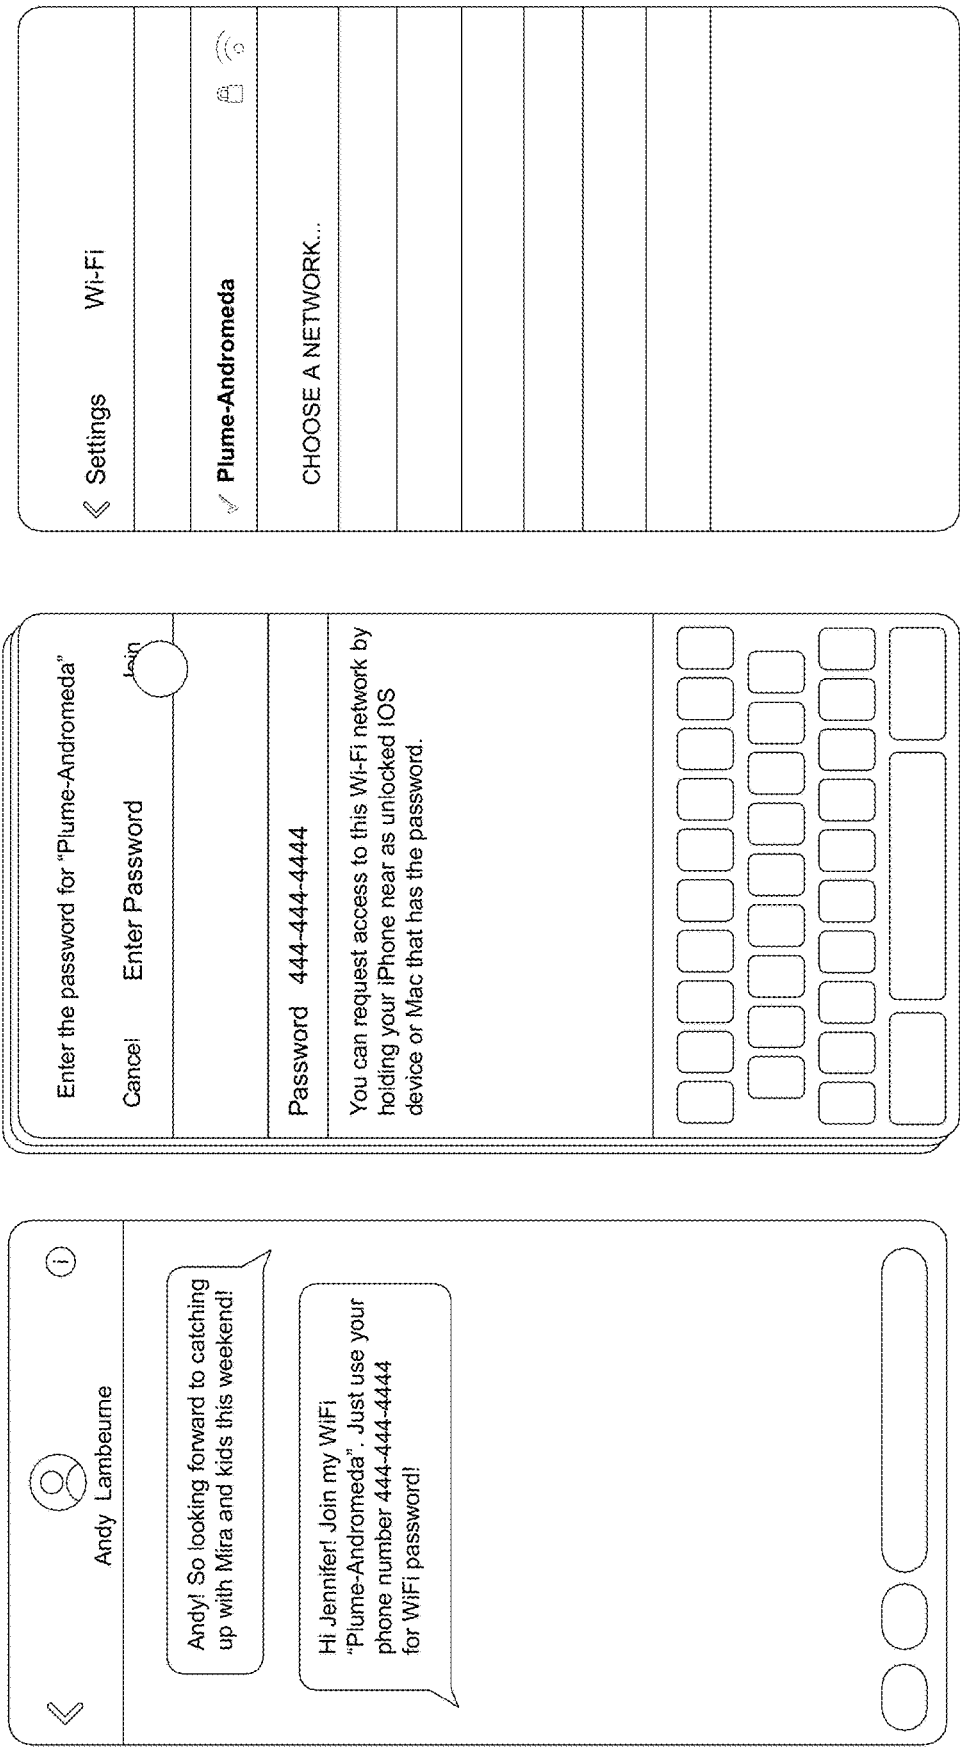 Andy Lambeurne
i
Andy! So looking forward to catching
up with Mira and kids this weekend!
Hi Jennifer! Join my WiFi
“Plume-Andromeda”. Just use your
phone number 444-444-4444
for WiFi password!
Enter the password for “Plume-Andromeda”
Cancel Enter Password Join
Password 444-444-4444
You can request access to this Wi-Fi network by
holding your iPhone near as unlocked IOS
device or Mac that has the password.
Settings Wi-Fi
Plume-Andromeda
CHOOSE A NETWORK...